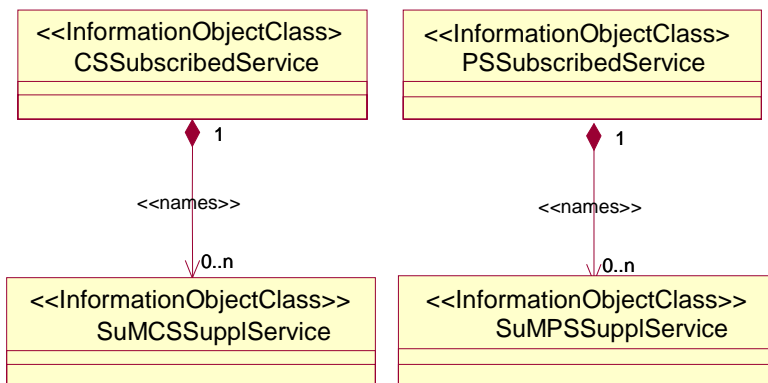 <<InformationObjectClass>
CSSubscribedService
1
<<names>>
0..n
<<InformationObjectClass>>
SuMCSSupplService
<<InformationObjectClass>
PSSubscribedService
1
<<names>>
0..n
<<InformationObjectClass>>
SuMPSSupplService